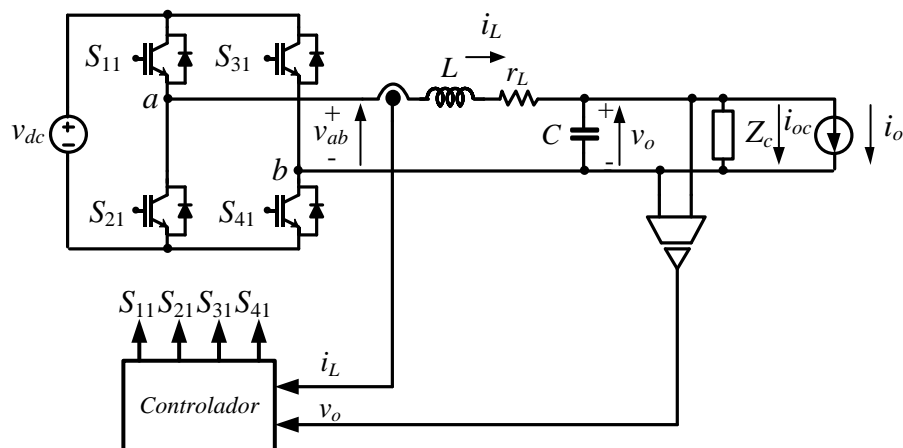 i_L
S_11
S_31
L
r_L
a
+
+
v_dc
+
-
v_ab
C
v_o
Z_c
i_oc
i_o
-
-
b
S_21
S_41
S_11 S_21 S_31 S_41
i_L
Controlador
v_o